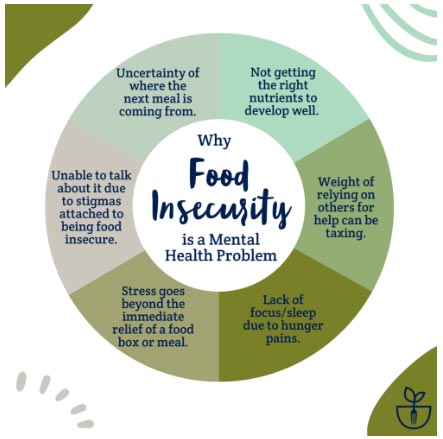 Why
Food
Insecurity
is a Mental
Health Problem
Not getting
the right
nutrients to
develop well.
Weight of
relying on
others for
help can be
taxing.
Lack of
focus/sleep
due to hunger
pains.
Stress goes
beyond the
immediate
relief of a food
box or meal.
Unable to talk
about it due
to stigmas
attached to
being food
insecure.
Uncertainty of
where the
next meal is
coming from.